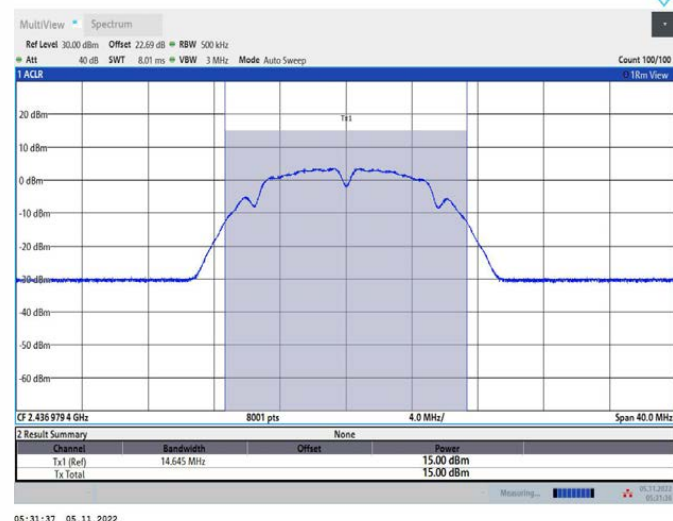 MultiView Spectrum
Ref Level 30.00 dBm Offset 22.69 dB RBW 500 kHz
Att 40 dB SWT 8.01 ms VBW 3 MHz Mode Auto Sweep Count 100/100
1 ACLR 1Rm View
20 dBm
Tx1
10 dBm
0 dBm
-10 dBm
-20 dBm
-30 dBm
-40 dBm
-50 dBm
-60 dBm
CF 2.436 979 4 GHz 8001 pts 4.0 MHz/ Span 40.0 MHz
2 Result Summary None
Channel Bandwidth Offset Power
Tx1 (Ref) 14.645 MHz 15.00 dBm
Tx Total 15.00 dBm
Measuring... 05.11.2022
05:31:37 05.11.2022